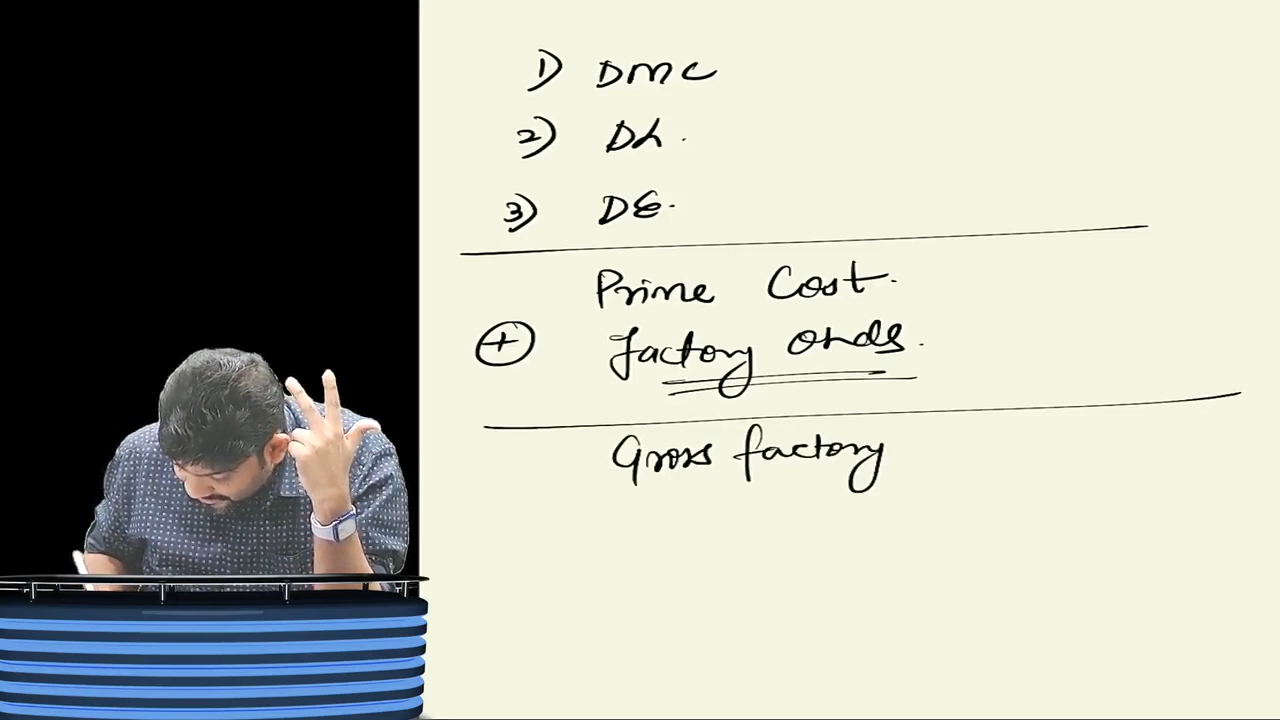 1) DMC
2) DL.
3) DE.
Prime Cost.
+ factory OHDS.
Gross factory